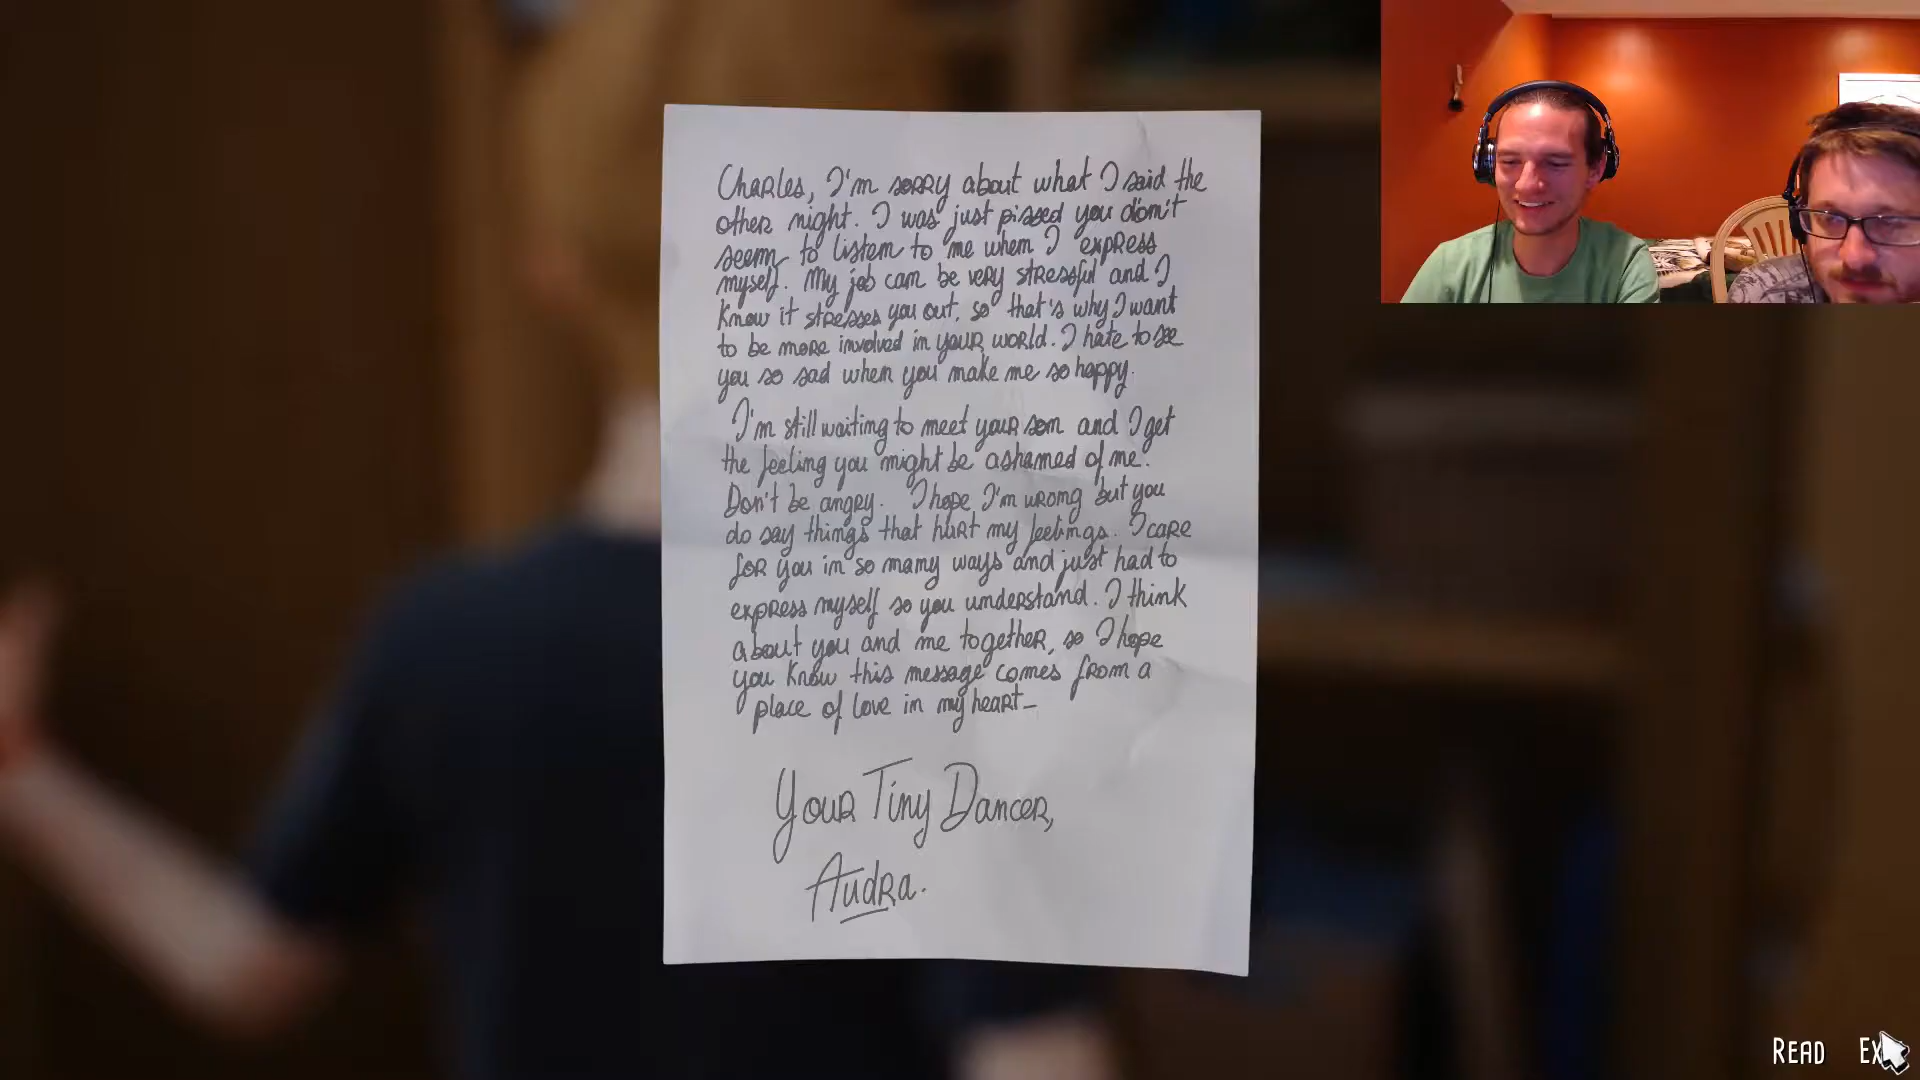 Charles, I'm sorry about what I said the
other night. I was just pissed you don't
seem to listen to me when I express
myself. My job can be very stressful and I
know it stresses you out, so that's why I want
to be more involved in your world. I hate to see
you so sad when you make me so happy.
I'm still waiting to meet your son and I get
the feeling you might be ashamed of me.
Don't be angry. I hope I'm wrong but you
do say things that hurt my feelings. I care
for you in so many ways and just had to
express myself so you understand. I think
about you and me together, so I hope
you know this message comes from a
place of love in my heart_
Your Tiny Dancer,
Audra.
READ